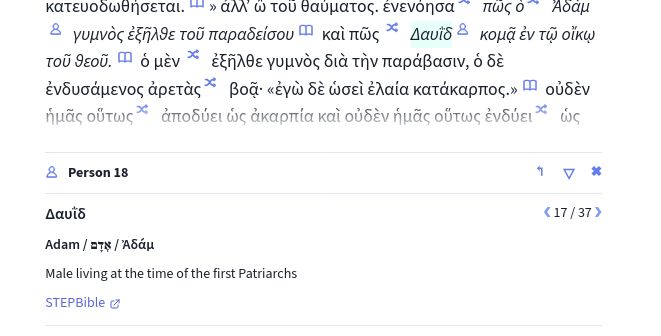 κατευοδωθήσεται. » ἀλλ’ ὢ τοῦ θαύματος. ἐνενόησα πῶς ὁ Ἀδὰμ
γυμνὸς ἐξῆλθε τοῦ παραδείσου καὶ πῶς Δαυῒδ κομᾷ ἐν τῷ οἴκῳ
τοῦ θεοῦ. ὁ μὲν ἐξῆλθε γυμνὸς διὰ τὴν παράβασιν, ὁ δὲ
ἐνδυσάμενος ἀρετὰς βοᾷ· «ἐγὼ δὲ ὡσεὶ ἐλαία κατάκαρπος.» οὐδὲν
ἡμᾶς οὕτως ἀποδύει ὡς ἀκαρπία καὶ οὐδὲν ἡμᾶς οὕτως ἐνδύει ὡς
Person 18
Δαυῒδ
17 / 37
Adam / אָדָם / Ἀδάμ
Male living at the time of the first Patriarchs
STEPBible